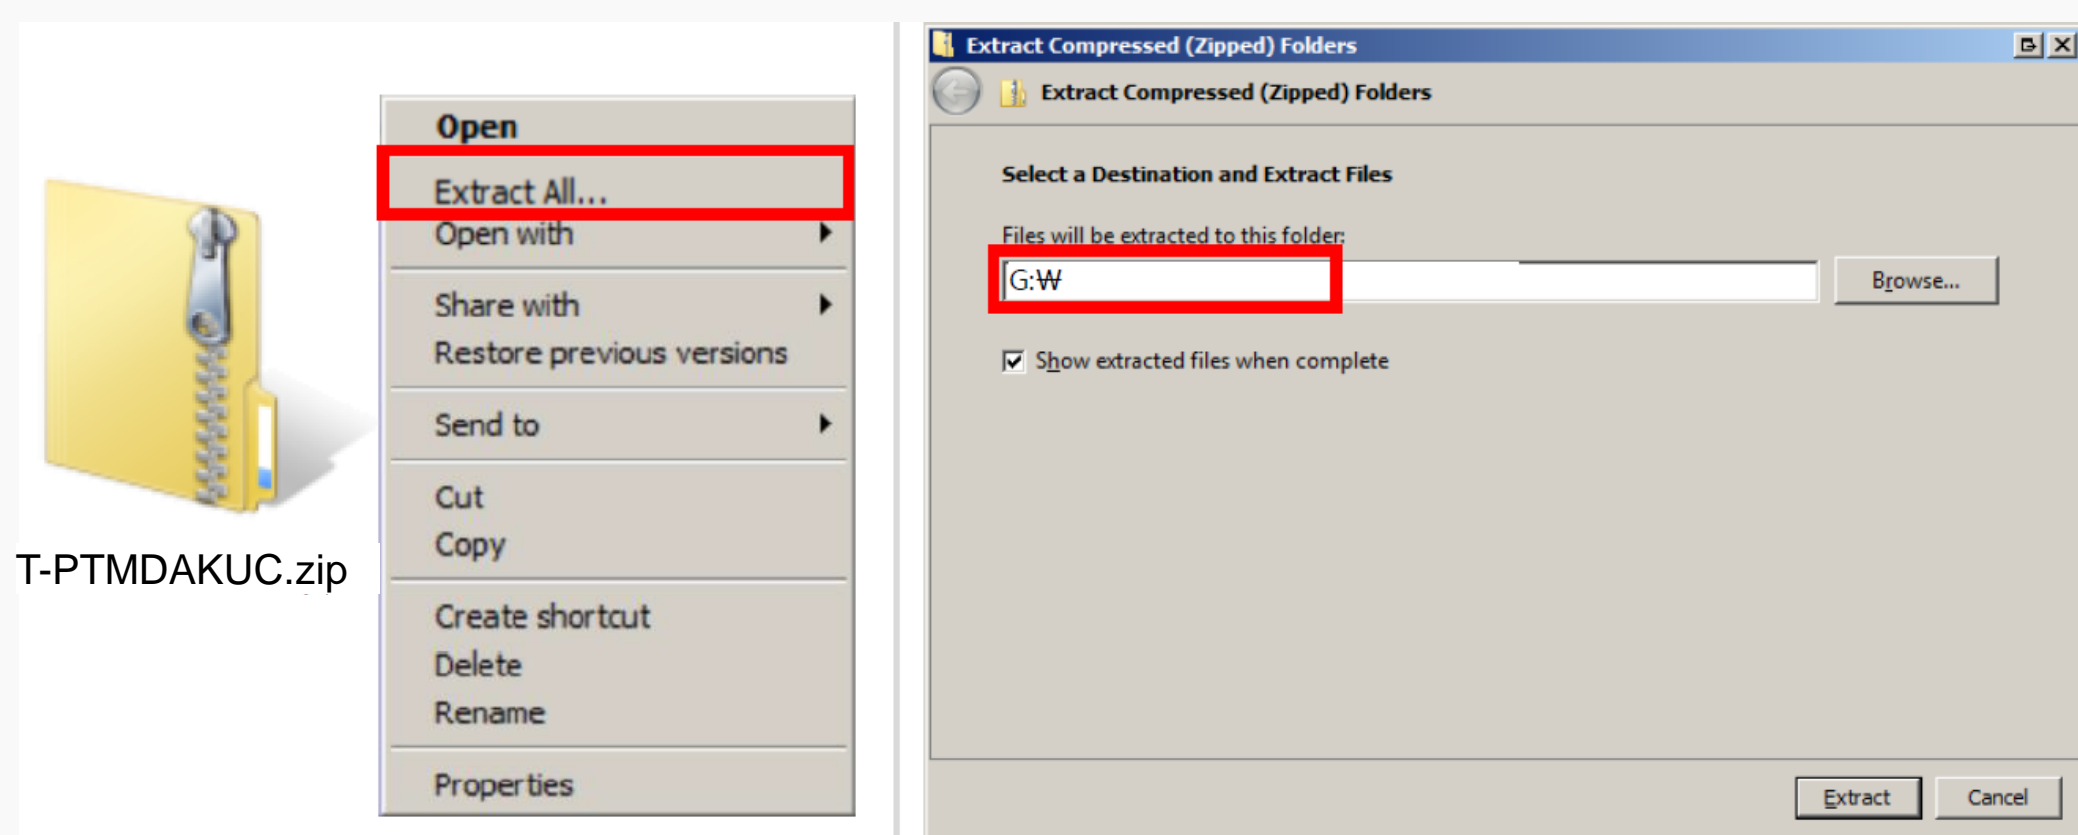 T-PTMDAKUC.zip
Open
Extract All...
Open with
Share with
Restore previous versions
Send to
Cut
Copy
Create shortcut
Delete
Rename
Properties
Extract Compressed (Zipped) Folders
Extract Compressed (Zipped) Folders
Select a Destination and Extract Files
Files will be extracted to this folder:
G:₩
Browse...
Show extracted files when complete
Extract
Cancel